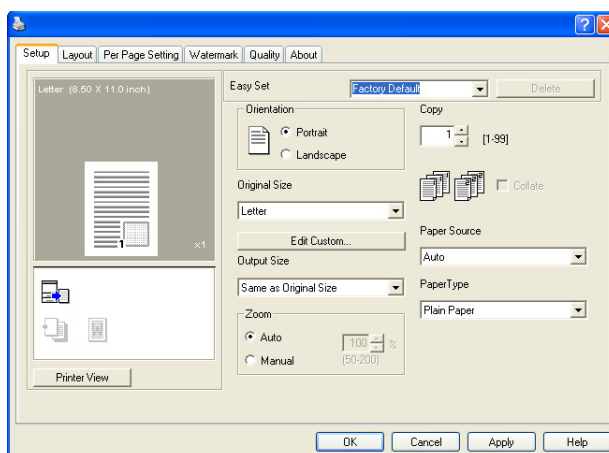 Setup Layout Per Page Setting Watermark Quality About
Letter (8.50 X 11.0 inch)
1
x1
Printer View
Easy Set Factory Default Delete
Orientation
Portrait
Landscape
Original Size
Letter
Edit Custom...
Output Size
Same as Original Size
Zoom
Auto
100 %
Manual
(50-200)
Copy
1 [1-99]
Collate
Paper Source
Auto
PaperType
Plain Paper
OK Cancel Apply Help